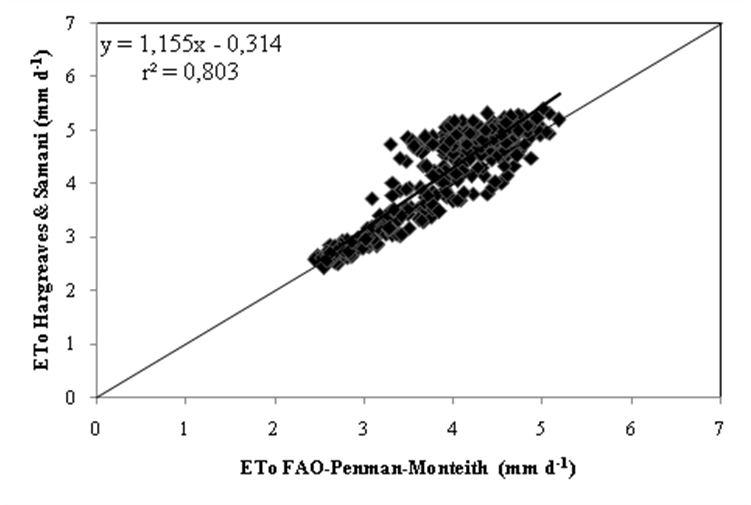 y = 1,155x - 0,314
r² = 0,803
7
6
5
4
3
2
1
0
ETo Hargreaves & Samani (mm d⁻¹)
0 1 2 3 4 5 6 7
ETo FAO-Penman-Monteith (mm d⁻¹)